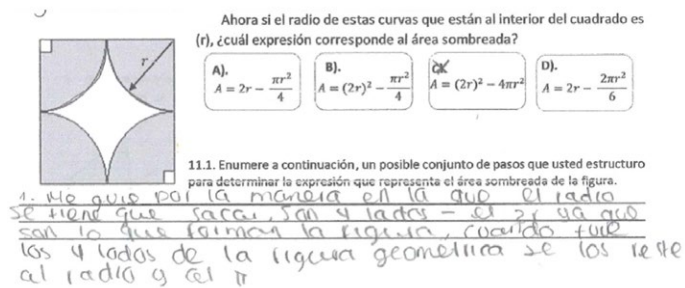 Ahora si el radio de estas curvas que están al interior del cuadrado es
(r), ¿cuál expresión corresponde al área sombreada?
r
A).
A = 2r − πr²/4
B).
A = (2r)² − πr²/4
A = (2r)² − 4πr²
D).
A = 2r − 2πr²/6
11.1. Enumere a continuación, un posible conjunto de pasos que usted estructuro
para determinar la expresión que representa el área sombreada de la figura.
1. Me guie por la manera en la que el radio
se tiene que sacar, son 4 lados − el 2r ya que
son lo que forman la figura, cuando tuve
los 4 lados de la figura geometrica se los reste
al radio y al π